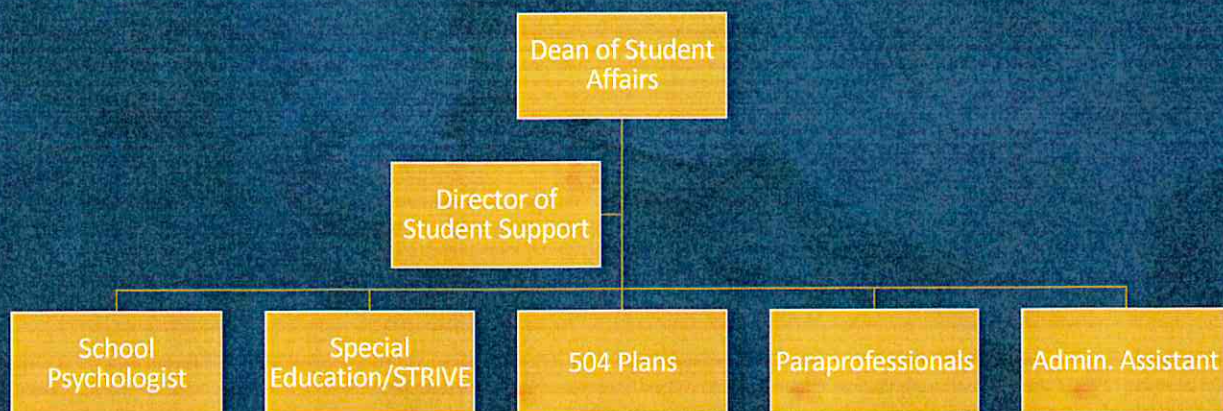 Dean of Student
Affairs
Director of
Student Support
School
Psychologist
Special
Education/STRIVE
504 Plans
Paraprofessionals
Admin. Assistant